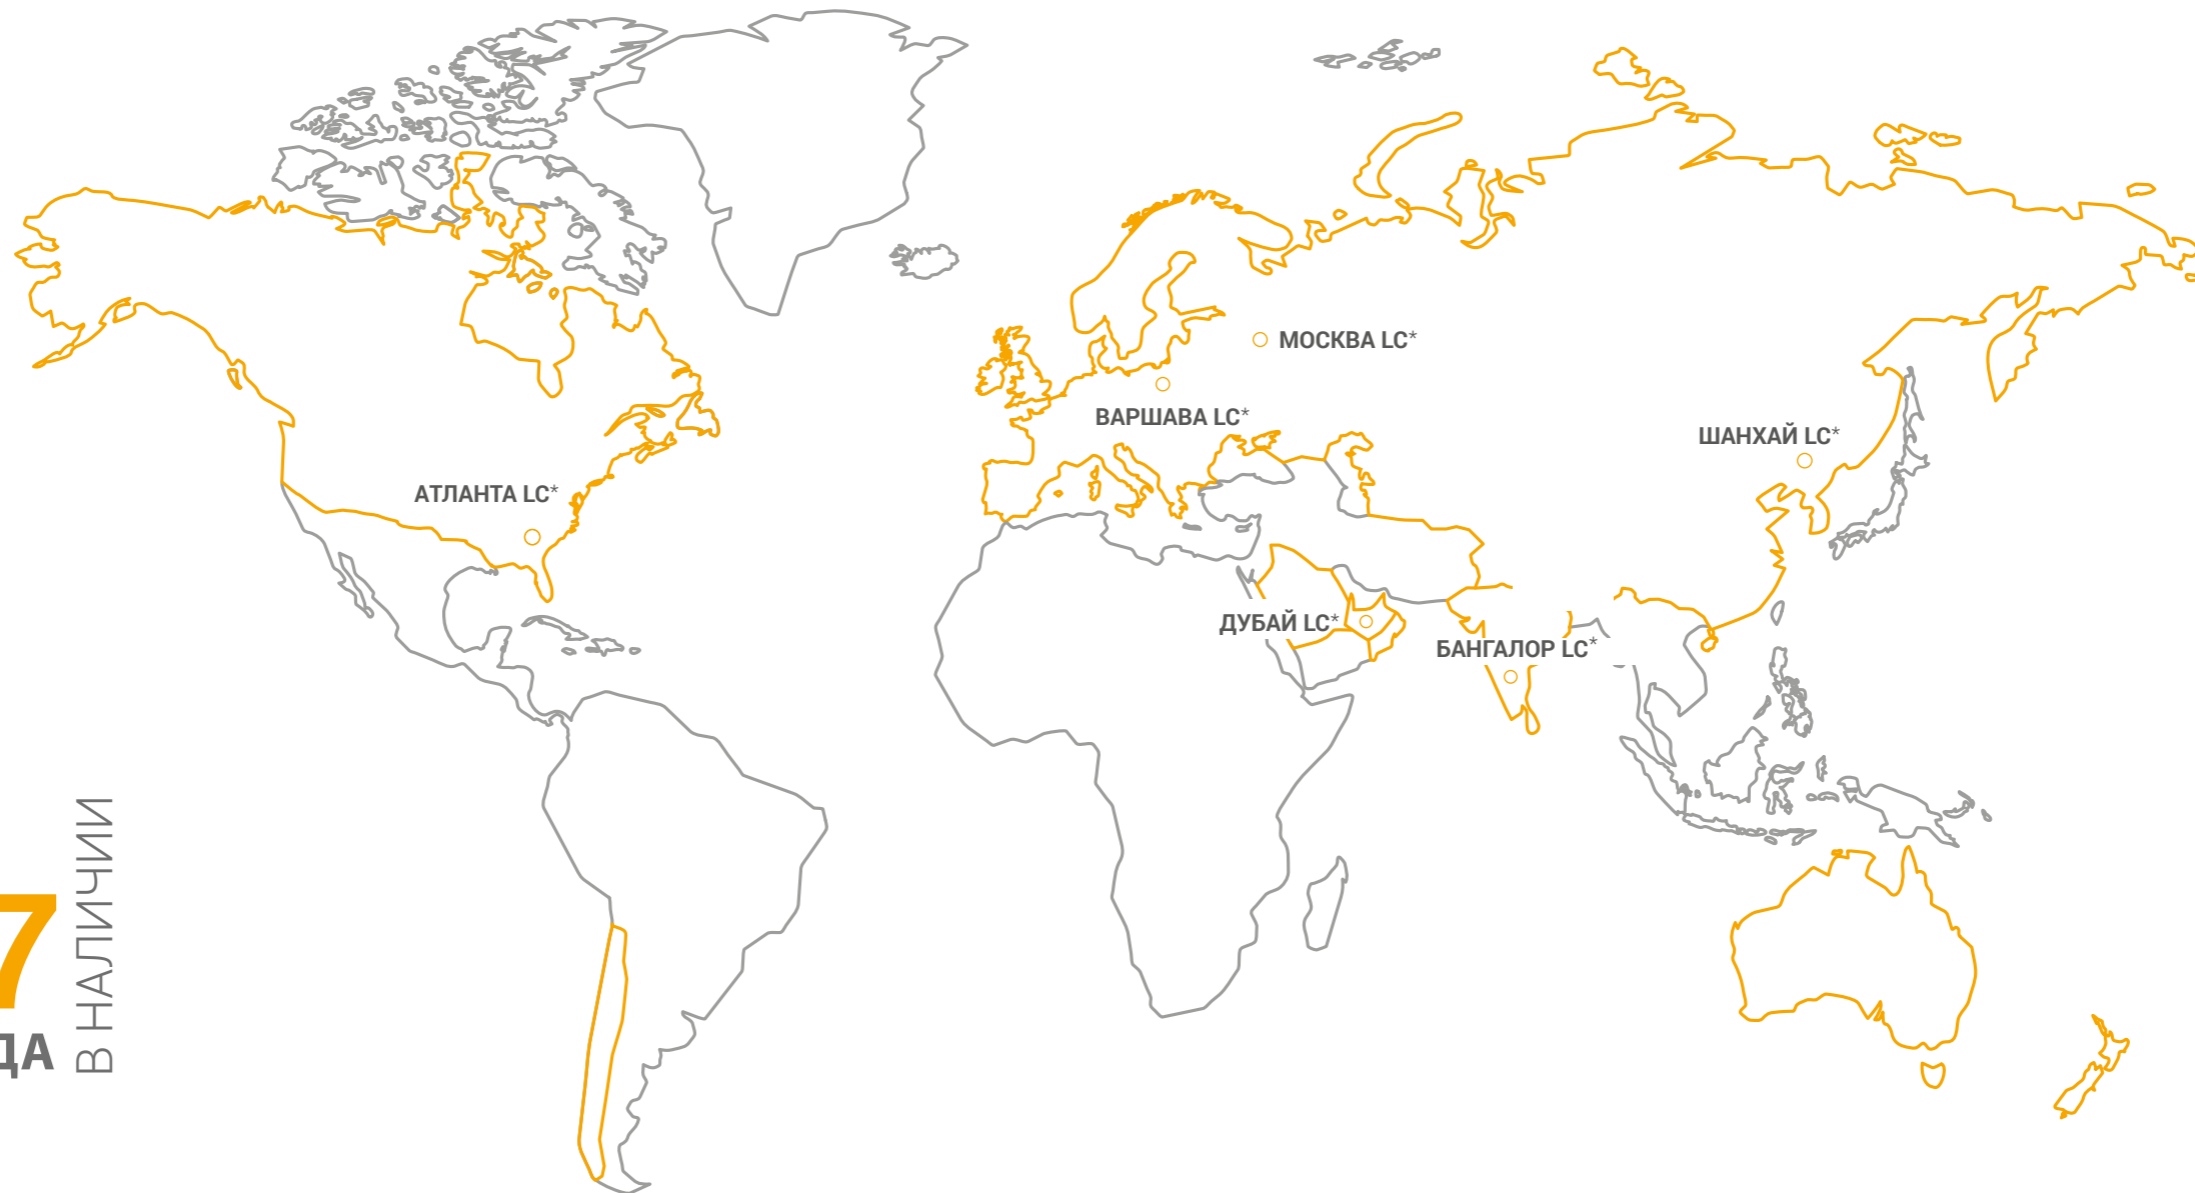 МОСКВА LC*
ВАРШАВА LC*
ШАНХАЙ LC*
АТЛАНТА LC*
ДУБАЙ LC*
БАНГАЛОР LC*
7
ДА
В НАЛИЧИИ